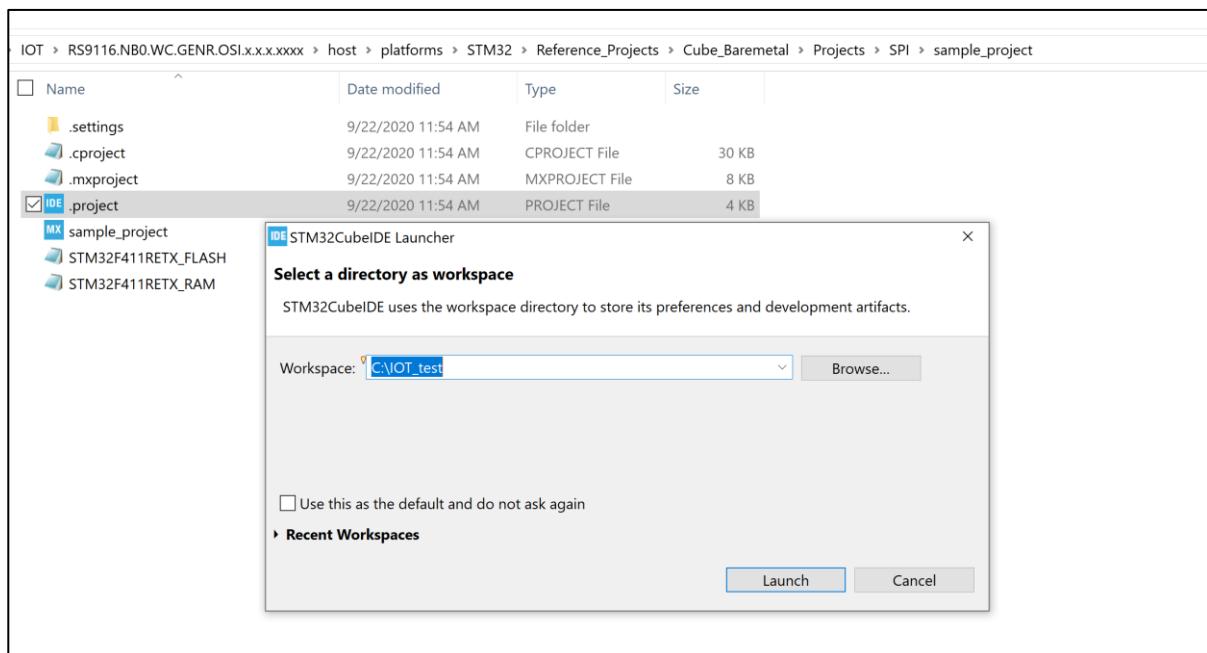 IOT > RS9116.NB0.WC.GENR.OSI.x.x.x.xxxx > host > platforms > STM32 > Reference_Projects > Cube_Baremetal > Projects > SPI > sample_project
Name Date modified Type Size
.settings 9/22/2020 11:54 AM File folder
.cproject 9/22/2020 11:54 AM CPROJECT File 30 KB
.mxproject 9/22/2020 11:54 AM MXPROJECT File 8 KB
IDE .project 9/22/2020 11:54 AM PROJECT File 4 KB
MX sample_project
STM32F411RETX_FLASH
STM32F411RETX_RAM
IDE STM32CubeIDE Launcher
Select a directory as workspace
STM32CubeIDE uses the workspace directory to store its preferences and development artifacts.
Workspace: C:\IOT_test Browse...
Use this as the default and do not ask again
Recent Workspaces
Launch Cancel